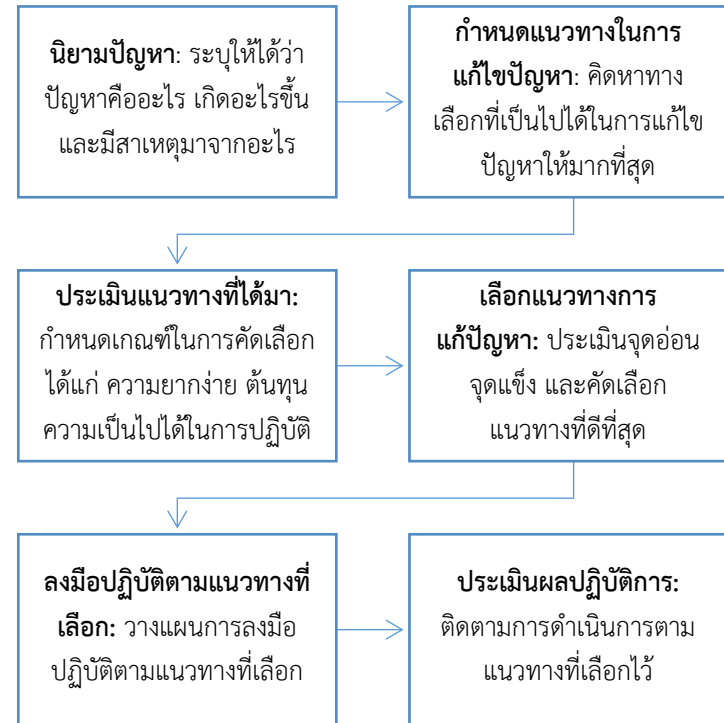 นิยามปัญหา: ระบุให้ได้ว่า
ปัญหาคืออะไร เกิดอะไรขึ้น
และมีสาเหตุมาจากอะไร
กำหนดแนวทางในการ
แก้ไขปัญหา: คิดหาทาง
เลือกที่เป็นไปได้ในการแก้ไข
ปัญหาให้มากที่สุด
ประเมินแนวทางที่ได้มา:
กำหนดเกณฑ์ในการคัดเลือก
ได้แก่ ความยากง่าย ต้นทุน
ความเป็นไปได้ในการปฏิบัติ
เลือกแนวทางการ
แก้ปัญหา: ประเมินจุดอ่อน
จุดแข็ง และคัดเลือก
แนวทางที่ดีที่สุด
ลงมือปฏิบัติตามแนวทางที่
เลือก: วางแผนการลงมือ
ปฏิบัติตามแนวทางที่เลือก
ประเมินผลปฏิบัติการ:
ติดตามการดำเนินการตาม
แนวทางที่เลือกไว้